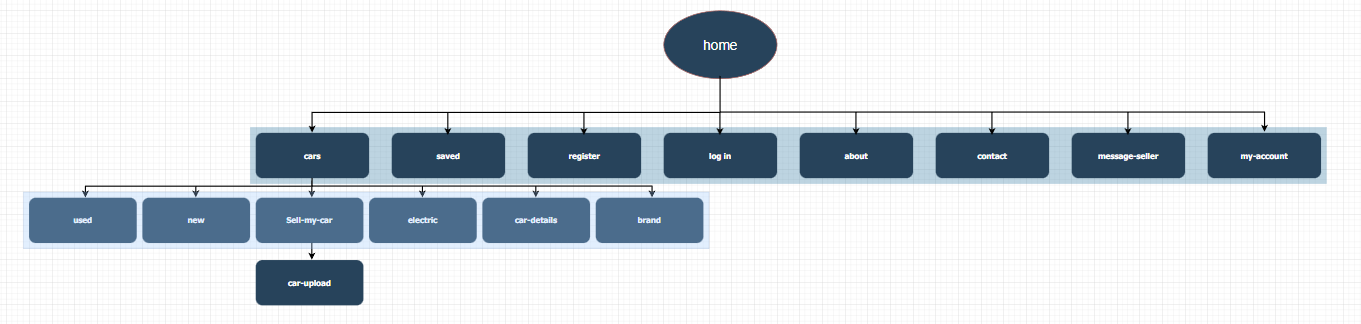 home
cars
saved
register
log in
about
contact
message-seller
my-account
used
new
Sell-my-car
electric
car-details
brand
car-upload